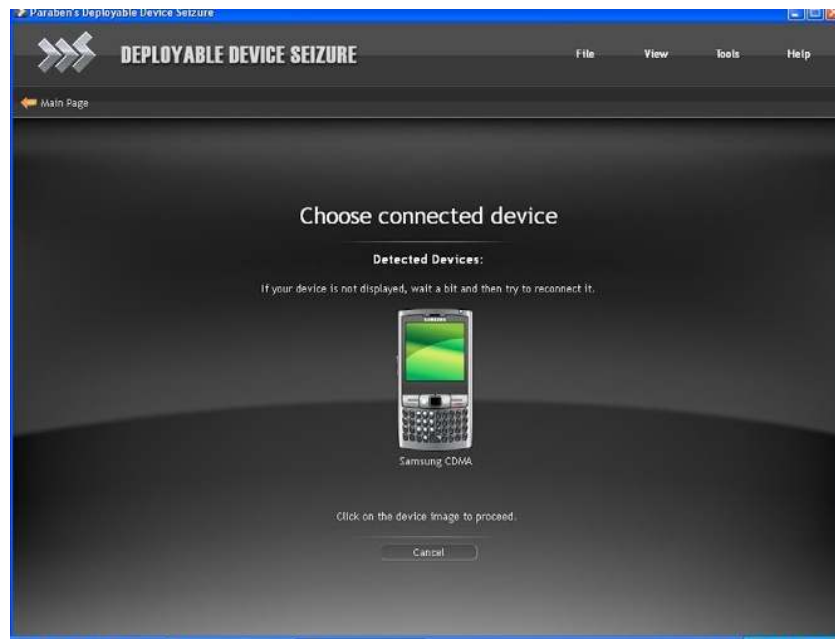 Paraben's Deployable Device Seizure
DEPLOYABLE DEVICE SEIZURE
File View Tools Help
Main Page
Choose connected device
Detected Devices:
If your device is not displayed, wait a bit and then try to reconnect it.
SAMSUNG
Samsung CDMA
Click on the device image to proceed.
Cancel